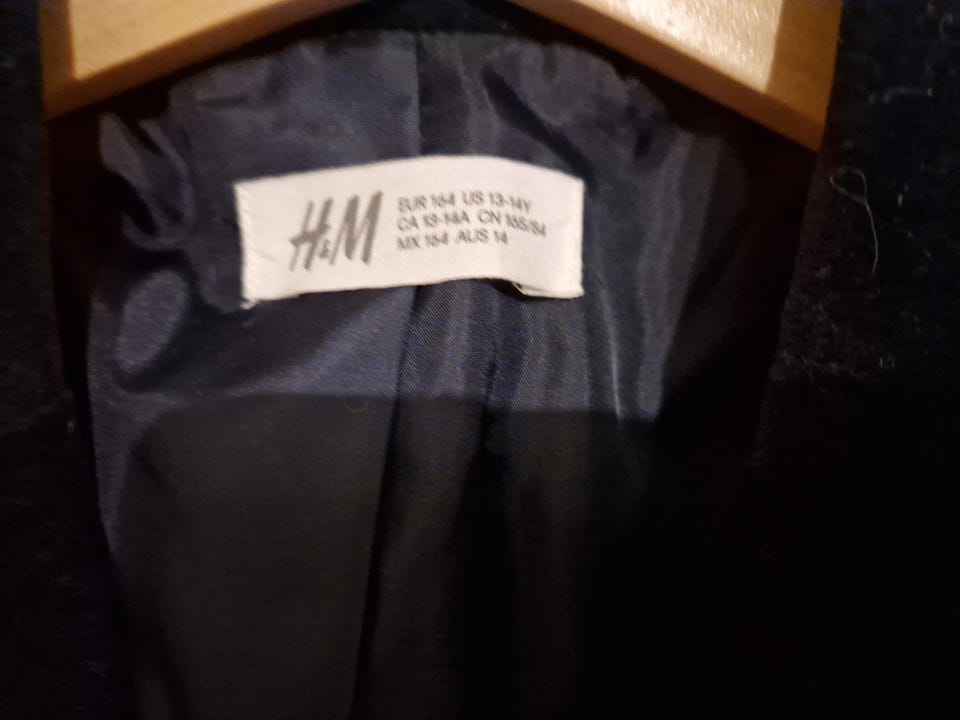 H&M
EUR 164 US 13-14Y
CA 13-14A CN 165/84
MX 164 AUS 14